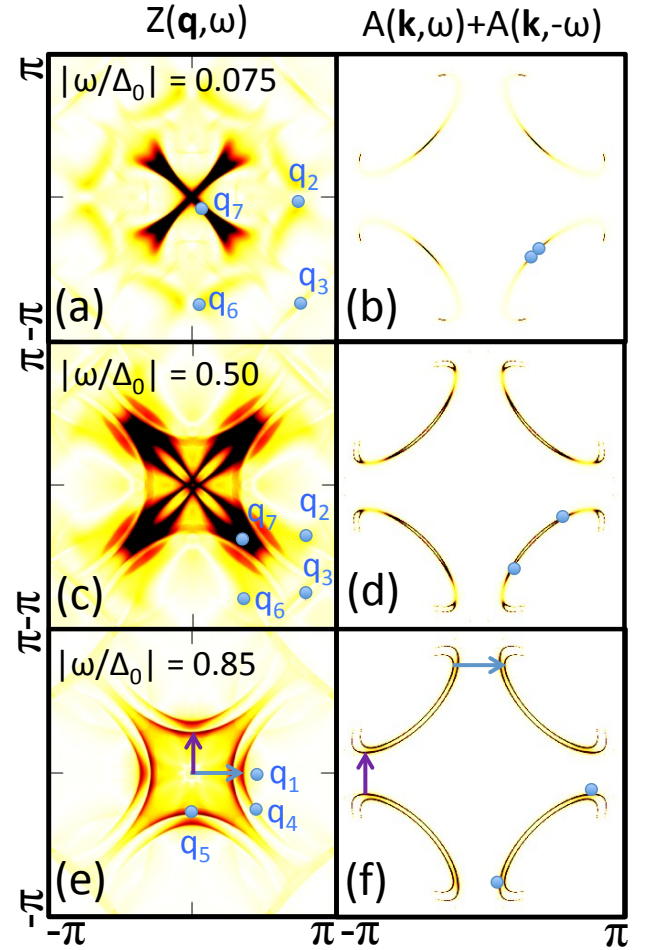 Z(q,ω)
A(k,ω)+A(k,-ω)
π
|ω/Δ₀| = 0.075
q₂
q₇
q₃
q₆
(a)
(b)
-π
π
|ω/Δ₀| = 0.50
q₇
q₂
q₃
q₆
(c)
(d)
-π
π
|ω/Δ₀| = 0.85
q₁
q₄
q₅
(e)
(f)
-π
-π
π
-π
π